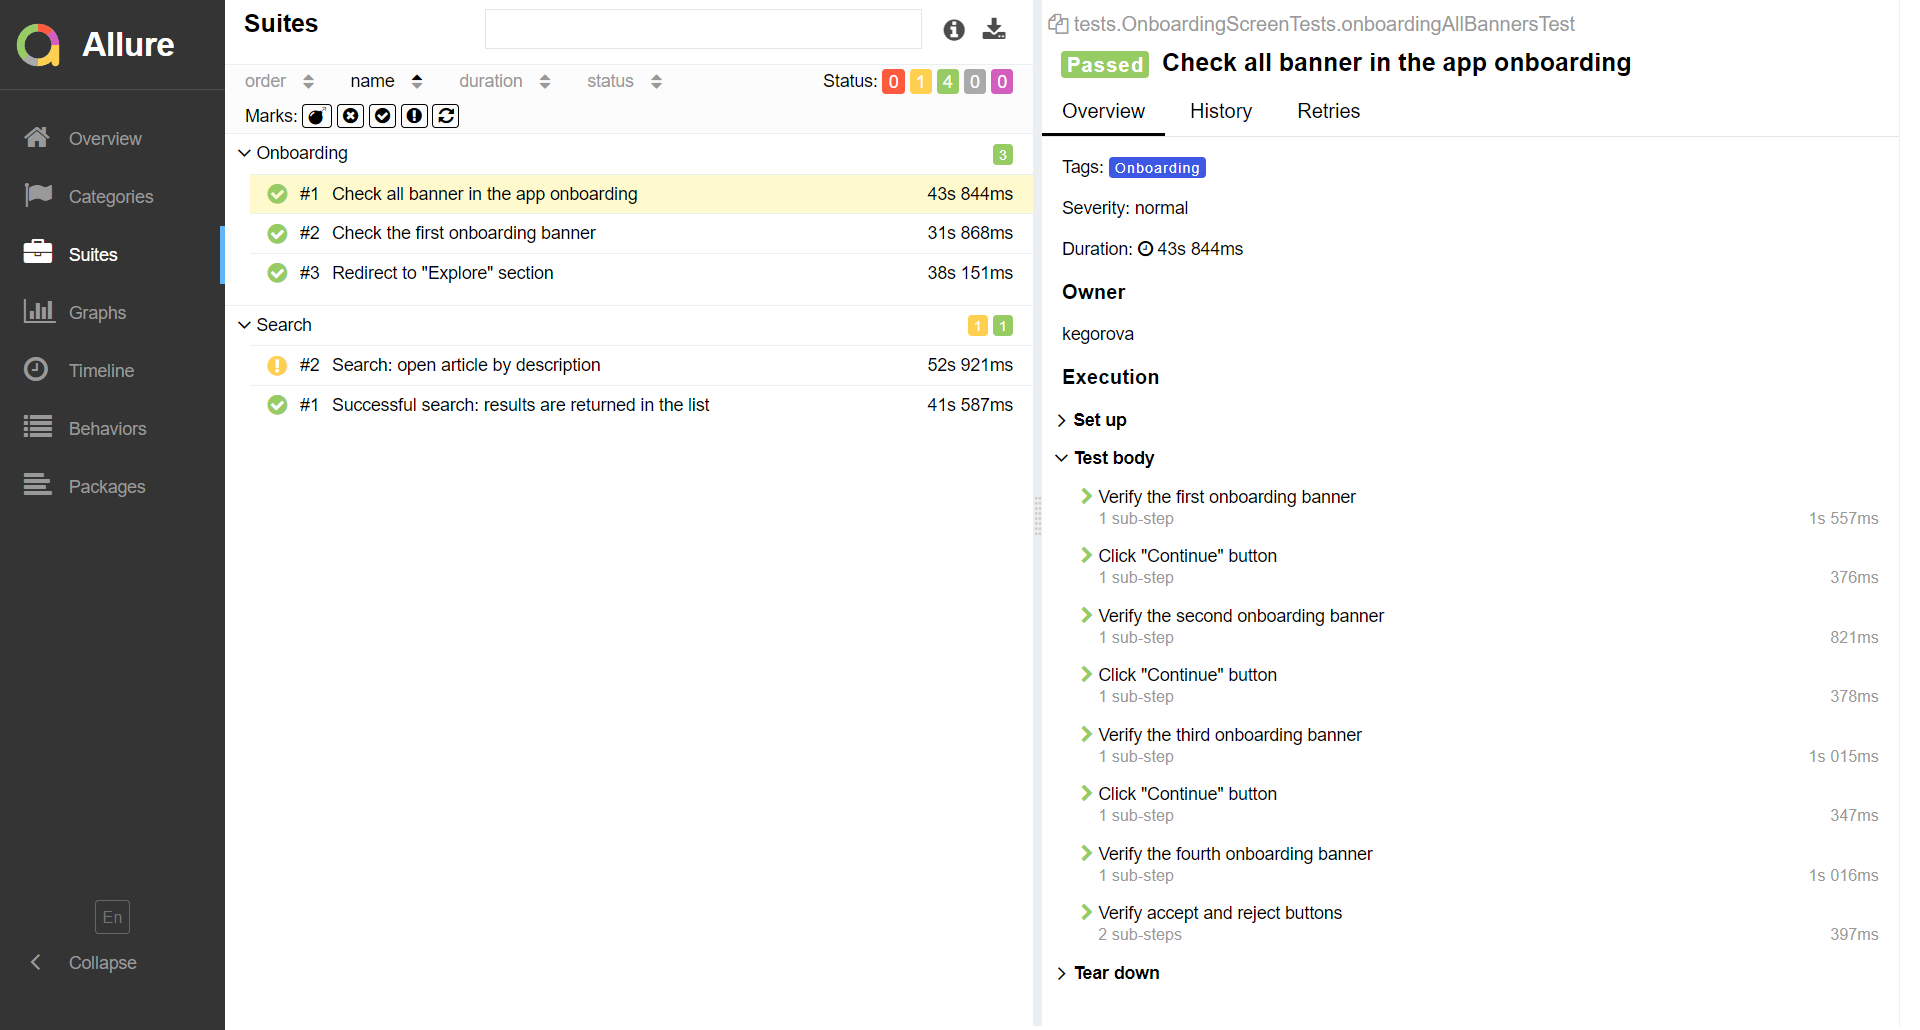 Allure
Overview
Categories
Suites
Graphs
Timeline
Behaviors
Packages
En
Collapse
Suites
order name duration status Status: 0 1 4 0 0
Marks:
Onboarding 3
#1 Check all banner in the app onboarding 43s 844ms
#2 Check the first onboarding banner 31s 868ms
#3 Redirect to "Explore" section 38s 151ms
Search 1 1
#2 Search: open article by description 52s 921ms
#1 Successful search: results are returned in the list 41s 587ms
tests.OnboardingScreenTests.onboardingAllBannersTest
Passed Check all banner in the app onboarding
Overview History Retries
Tags: Onboarding
Severity: normal
Duration: 43s 844ms
Owner
kegorova
Execution
Set up
Test body
Verify the first onboarding banner
1 sub-step 1s 557ms
Click "Continue" button
1 sub-step 376ms
Verify the second onboarding banner
1 sub-step 821ms
Click "Continue" button
1 sub-step 378ms
Verify the third onboarding banner
1 sub-step 1s 015ms
Click "Continue" button
1 sub-step 347ms
Verify the fourth onboarding banner
1 sub-step 1s 016ms
Verify accept and reject buttons
2 sub-steps 397ms
Tear down